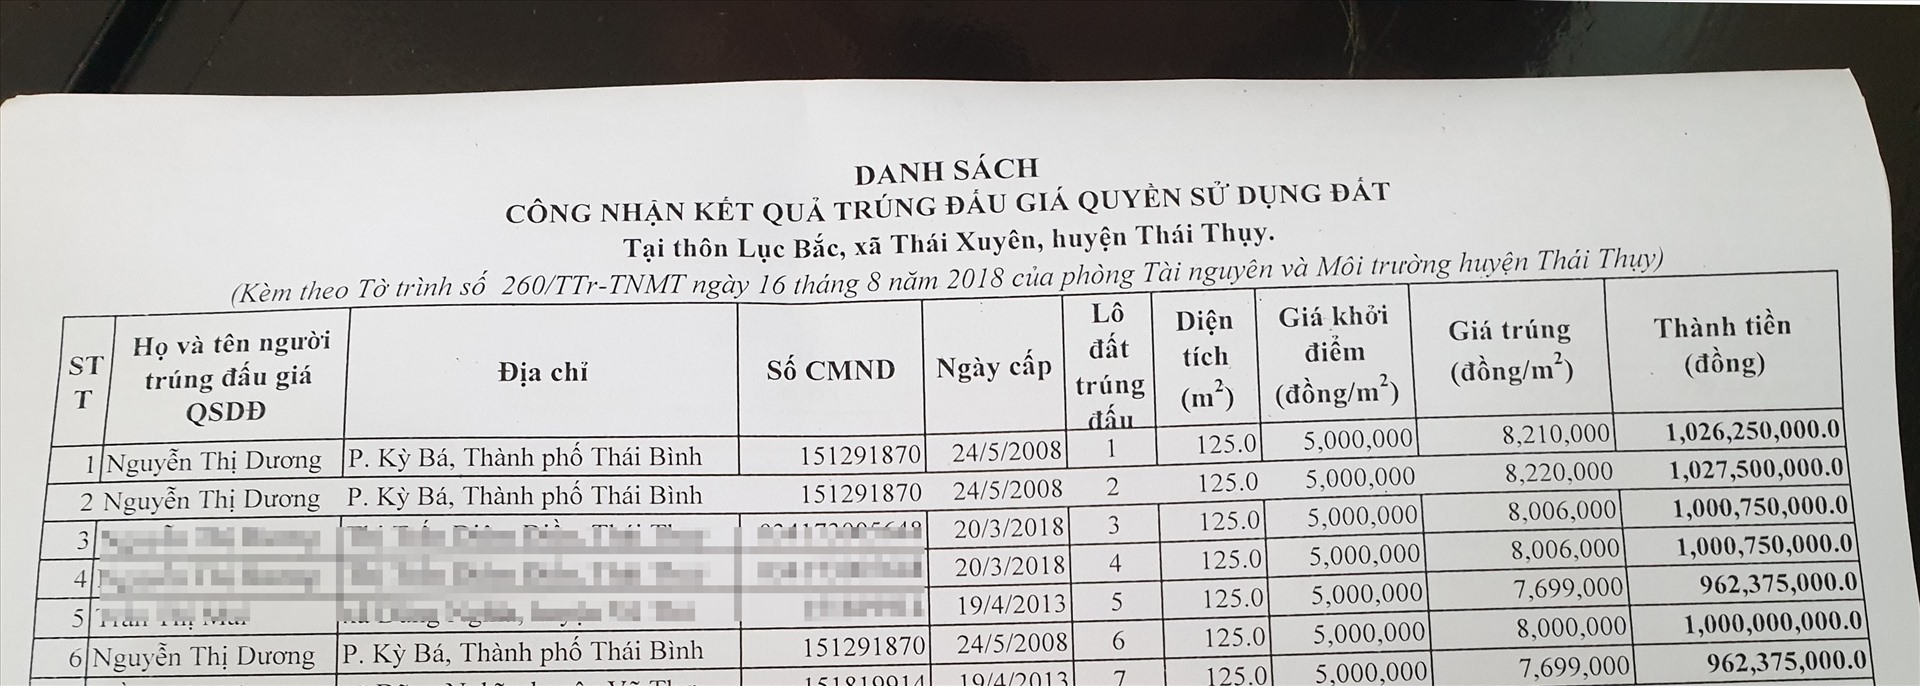 DANH SÁCH
CÔNG NHẬN KẾT QUẢ TRÚNG ĐẤU GIÁ QUYỀN SỬ DỤNG ĐẤT
Tại thôn Lục Bắc, xã Thái Xuyên, huyện Thái Thụy.
(Kèm theo Tờ trình số 260/TTr-TNMT ngày 16 tháng 8 năm 2018 của phòng Tài nguyên và Môi trường huyện Thái Thụy)
STT Họ và tên người trúng đấu giá QSDĐ Địa chỉ Số CMND Ngày cấp Lô đất trúng đấu Diện tích (m²) Giá khởi điểm (đồng/m²) Giá trúng (đồng/m²) Thành tiền (đồng)
1 Nguyễn Thị Dương P. Kỳ Bá, Thành phố Thái Bình 151291870 24/5/2008 1 125.0 5,000,000 8,210,000 1,026,250,000.0
2 Nguyễn Thị Dương P. Kỳ Bá, Thành phố Thái Bình 151291870 24/5/2008 2 125.0 5,000,000 8,220,000 1,027,500,000.0
3 20/3/2018 3 125.0 5,000,000 8,006,000 1,000,750,000.0
4 20/3/2018 4 125.0 5,000,000 8,006,000 1,000,750,000.0
5 19/4/2013 5 125.0 5,000,000 7,699,000 962,375,000.0
6 Nguyễn Thị Dương P. Kỳ Bá, Thành phố Thái Bình 151291870 24/5/2008 6 125.0 5,000,000 8,000,000 1,000,000,000.0
19/4/2013 7 125.0 5,000,000 7,699,000 962,375,000.0